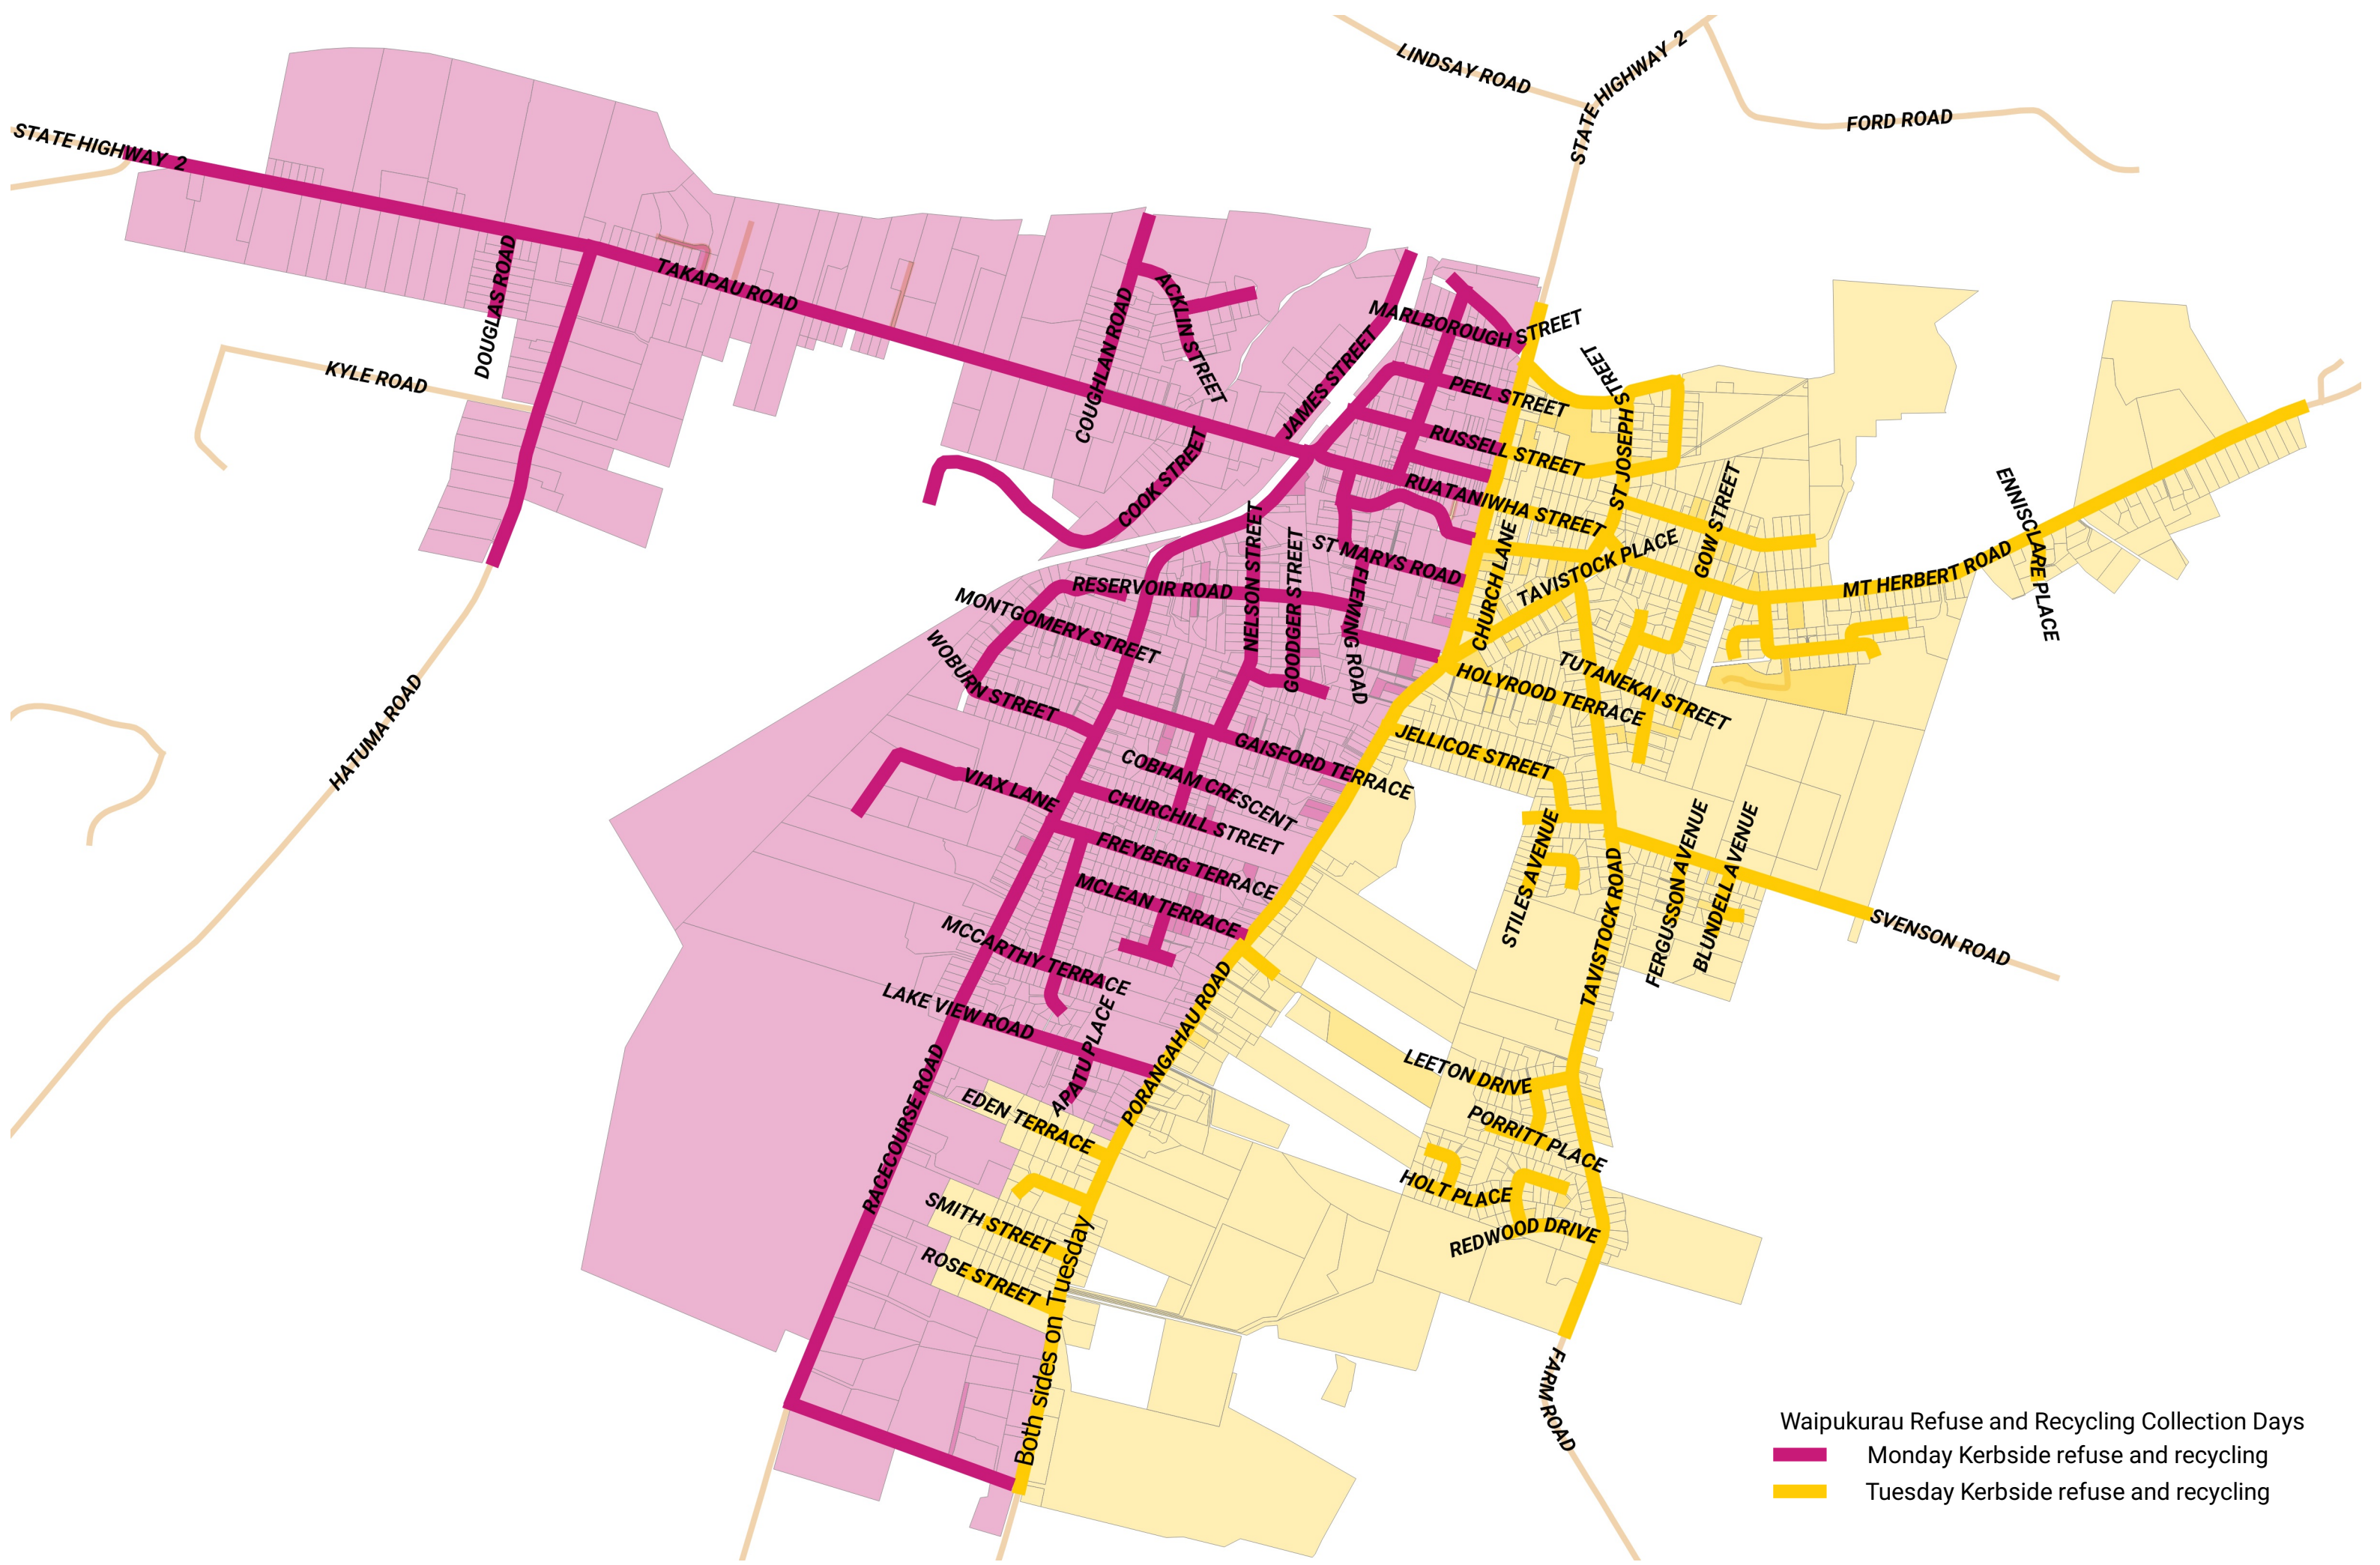 LINDSAY ROAD
STATE HIGHWAY 2
FORD ROAD
STATE HIGHWAY 2
DOUGLAS ROAD
TAKAPAU ROAD
KYLE ROAD
COUGHLAN ROAD
ACKLIN STREET
JAMES STREET
MARLBOROUGH STREET
STREET
PEEL STREET
RUSSELL STREET
ST JOSEPH
COOK STREET
RUATANIWHA STREET
GOW STREET
ENNISCLARE PLACE
ST MARYS ROAD
CHURCH LANE
TAVISTOCK PLACE
MT HERBERT ROAD
NELSON STREET
GOODGER STREET
FLEMING ROAD
RESERVOIR ROAD
MONTGOMERY STREET
WOBURN STREET
HOLYROOD TERRACE
TUTANEKAI STREET
HATUMA ROAD
GAISFORD TERRACE
JELLICOE STREET
COBHAM CRESCENT
VIAX LANE
CHURCHILL STREET
FREYBERG TERRACE
MCLEAN TERRACE
STILES AVENUE
TAVISTOCK ROAD
FERGUSSON AVENUE
BLUNDELL AVENUE
SVENSON ROAD
MCCARTHY TERRACE
LAKE VIEW ROAD
APATU PLACE
PORANGAHAU ROAD
RACECOURSE ROAD
LEETON DRIVE
EDEN TERRACE
PORRITT PLACE
HOLT PLACE
REDWOOD DRIVE
SMITH STREET
ROSE STREET
Both sides on Tuesday
FARM ROAD
Waipukurau Refuse and Recycling Collection Days
Monday Kerbside refuse and recycling
Tuesday Kerbside refuse and recycling